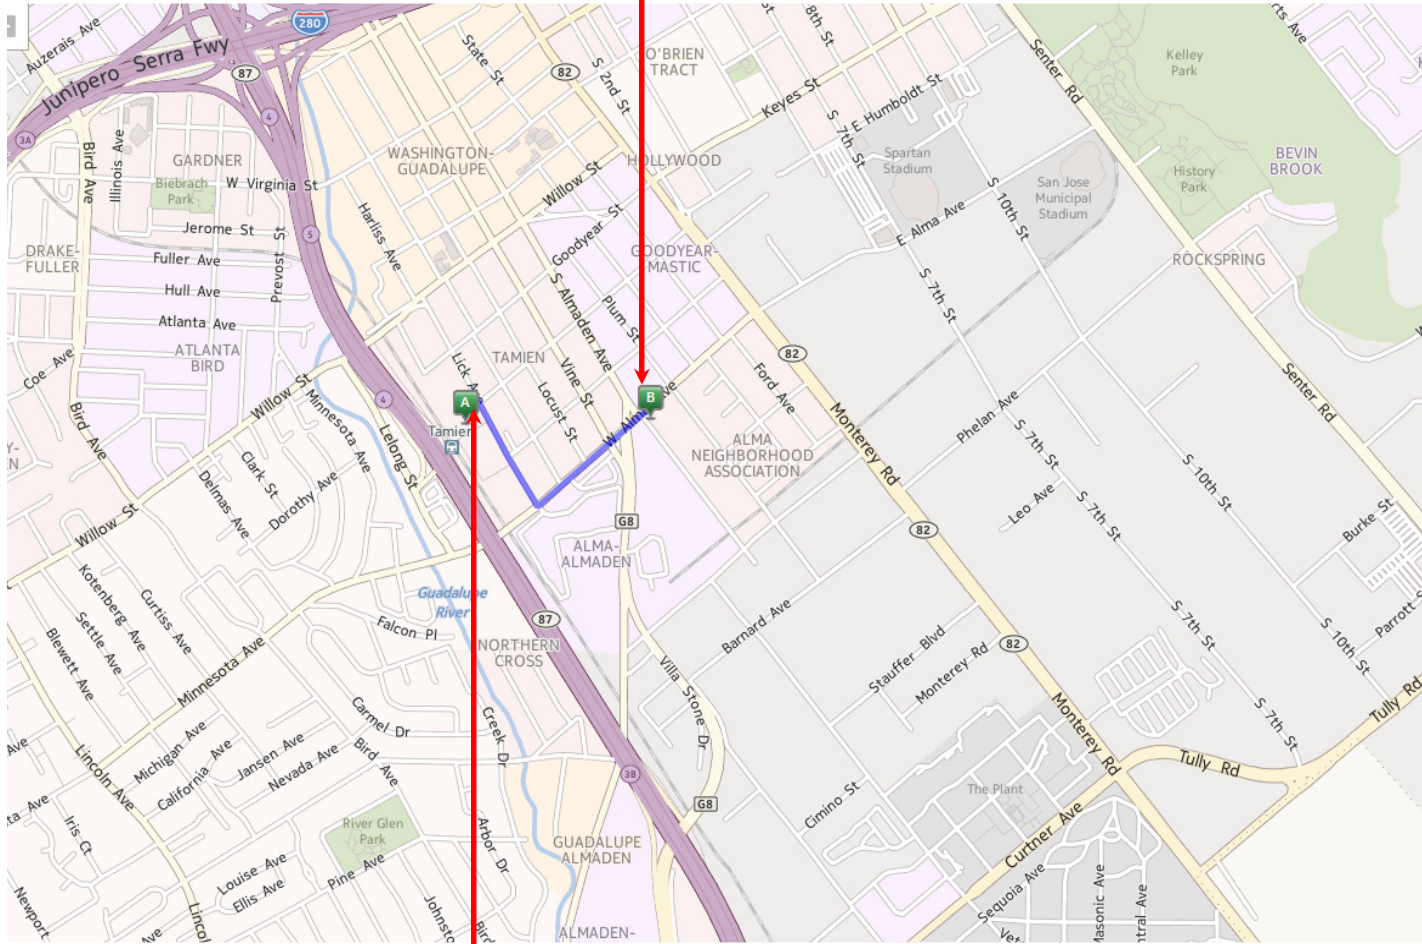 Auzerais Ave
280
Junipero Serra Fwy
87
State St
82
S 2nd St
O'BRIEN
TRACT
8th St
Keyes St
E Humboldt St
Senter Rd
Kelley
Park
3A
4
Bird Ave
Illinois Ave
GARDNER
Biebrach
Park
W Virginia St
WASHINGTON-
GUADALUPE
Willow St
HOLLYWOOD
S 7th St
Spartan
Stadium
S 10th St
San Jose
Municipal
Stadium
History
Park
BEVIN
BROOK
Jerome St
Harliss Ave
Goodyear St
GOODYEAR-
MASTIC
E Alma Ave
ROCKSPRING
DRAKE-
FULLER
5
Fuller Ave
Prevost St
Hull Ave
Atlanta Ave
ATLANTA
BIRD
S Almaden Ave
Plum St
S 7th St
Coe Ave
Lick Ave
TAMIEN
Vine St
Locust St
82
Ford Ave
Senter Rd
Bird Ave
Willow St
Minnesota Ave
4
A
B
Tamien
W Alma Ave
ALMA
NEIGHBORHOOD
ASSOCIATION
Monterey Rd
Phelan Ave
S 7th St
S 10th St
Lelong St
Clark St
Delmas Ave
Dorothy Ave
Willow St
G8
82
Leo Ave
S 7th St
Burke St
ALMA-
ALMADEN
Kotenberg Ave
Curtiss Ave
Settle Ave
Blewett Ave
Guadalupe
River
Falcon Pl
Minnesota Ave
87
NORTHERN
CROSS
Barnard Ave
Stauffer Blvd
Monterey Rd
82
S 7th St
S 10th St
Villa Stone Dr
Carmel Dr
Creek Dr
Michigan Ave
California Ave
Jansen Ave
Nevada Ave
Bird Ave
Lincoln Ave
3B
Monterey Rd
S 7th St
Tully Rd
Tully Rd
Iris Ct
River Glen
Park
Arbor Dr
G8
Cimino St
The Plant
Curtner Ave
GUADALUPE
ALMADEN
Louise Ave
Ellis Ave
Pine Ave
Newport
Sequoia Ave
Masonic Ave
ALMADEN-